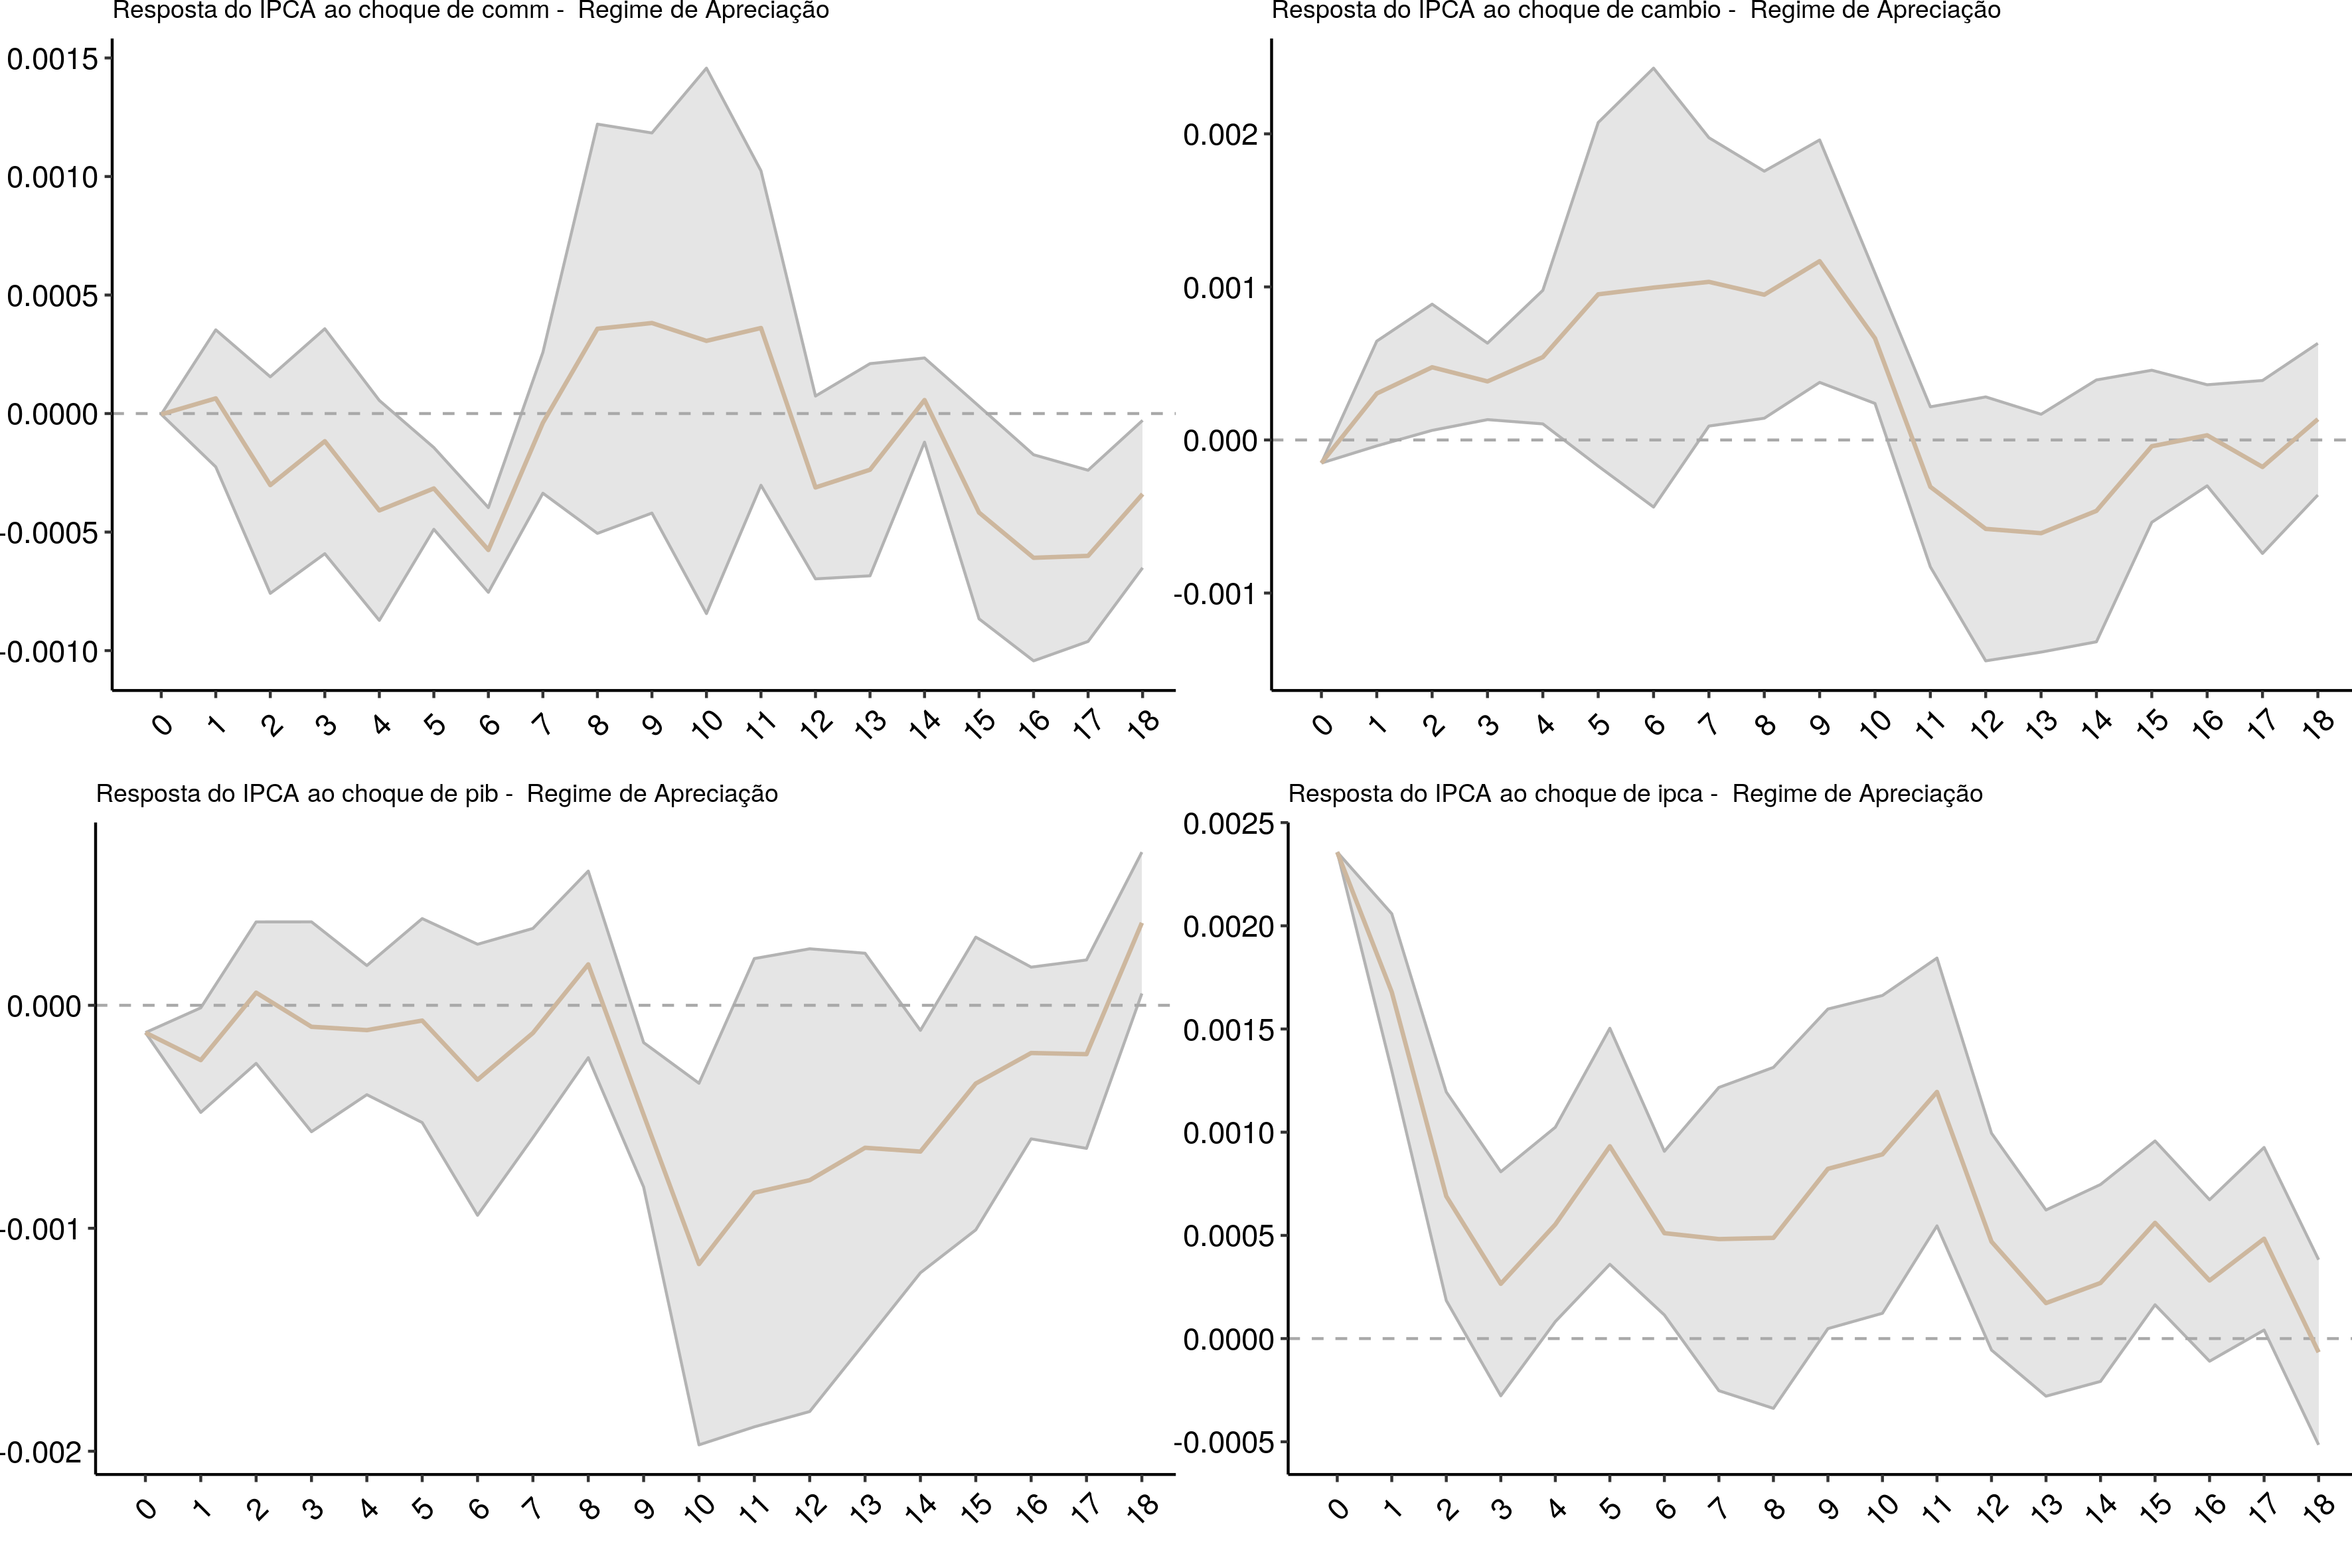 Resposta do IPCA ao choque de comm - Regime de Apreciação
0.0015
0.0010
0.0005
0.0000
-0.0005
-0.0010
0 1 2 3 4 5 6 7 8 9 10 11 12 13 14 15 16 17 18
Resposta do IPCA ao choque de cambio - Regime de Apreciação
0.002
0.001
0.000
-0.001
0 1 2 3 4 5 6 7 8 9 10 11 12 13 14 15 16 17 18
Resposta do IPCA ao choque de pib - Regime de Apreciação
0.000
-0.001
-0.002
0 1 2 3 4 5 6 7 8 9 10 11 12 13 14 15 16 17 18
Resposta do IPCA ao choque de ipca - Regime de Apreciação
0.0025
0.0020
0.0015
0.0010
0.0005
0.0000
-0.0005
0 1 2 3 4 5 6 7 8 9 10 11 12 13 14 15 16 17 18